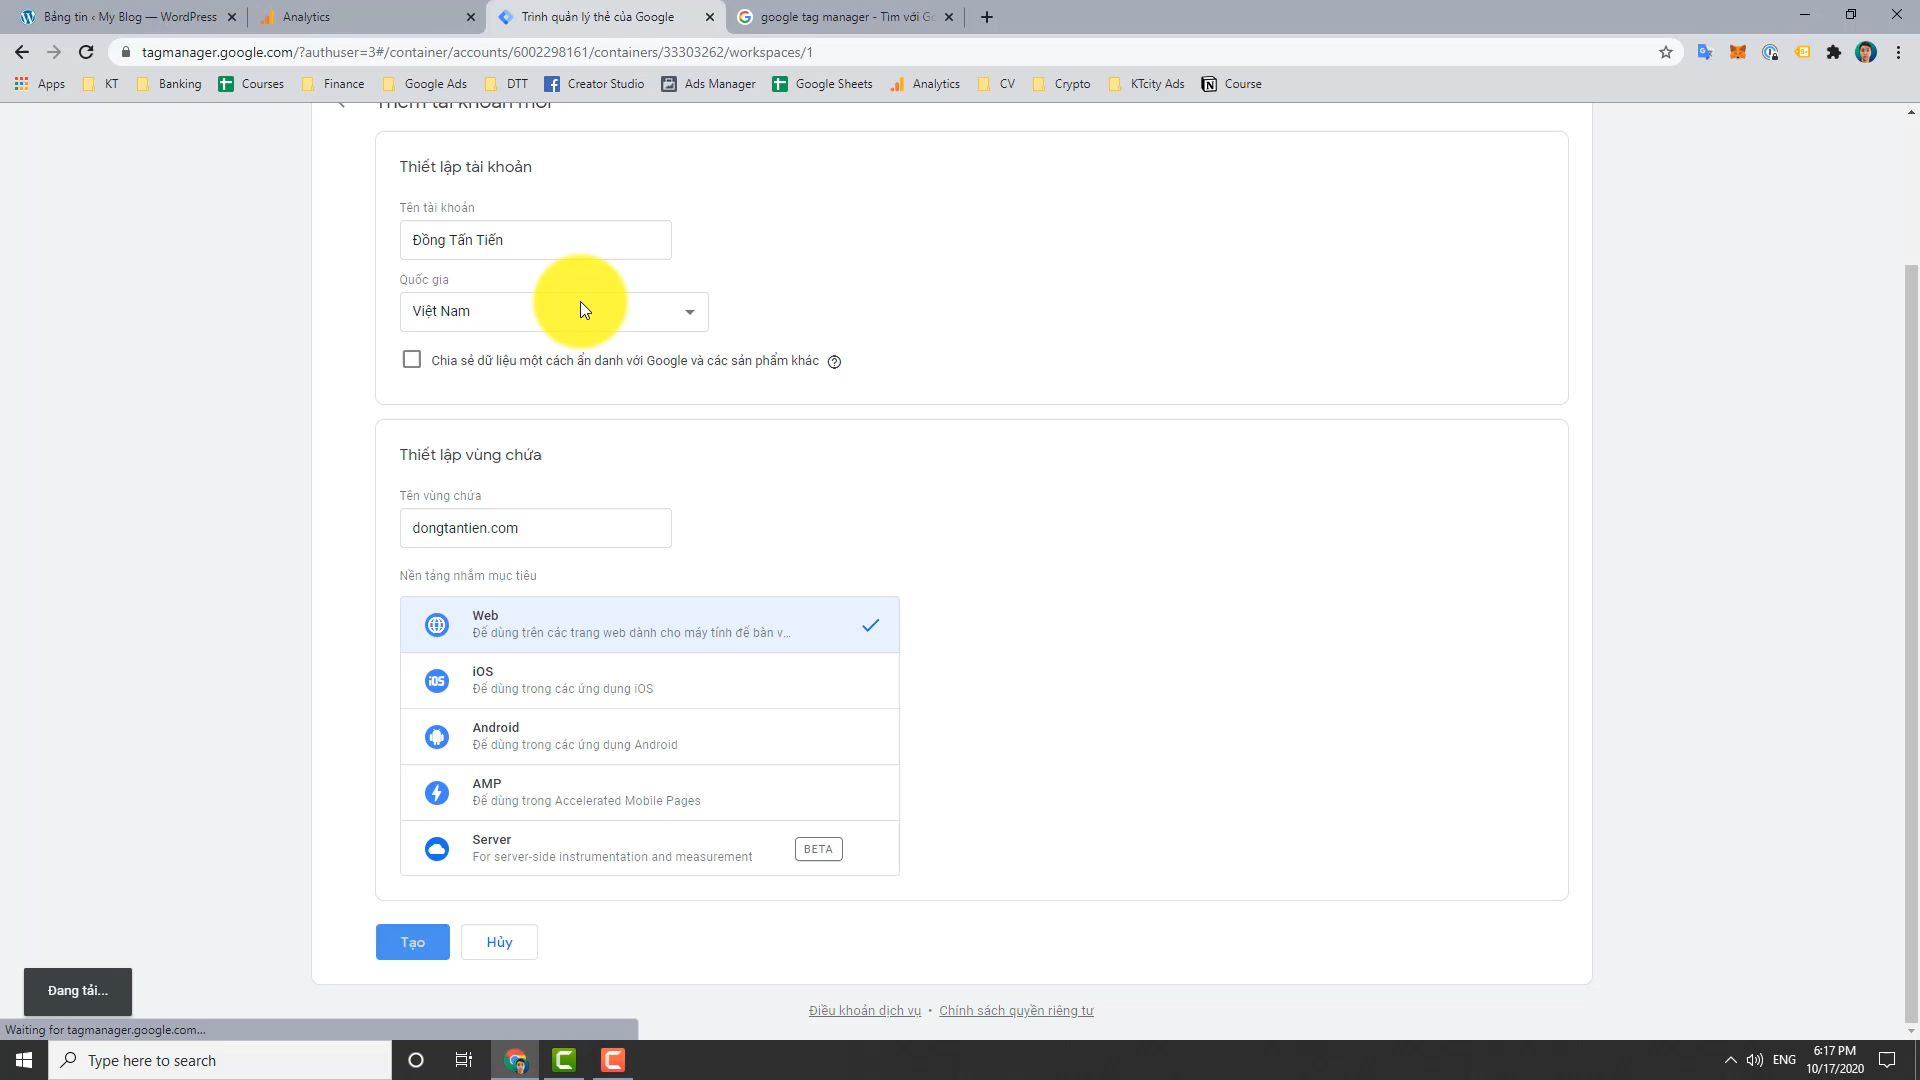 Bảng tin ‹ My Blog — WordPress
Analytics
Trình quản lý thẻ của Google
google tag manager - Tìm với Go
tagmanager.google.com/?authuser=3#/container/accounts/6002298161/containers/33303262/workspaces/1
Apps
KT
Banking
Courses
Finance
Google Ads
DTT
Creator Studio
Ads Manager
Google Sheets
Analytics
CV
Crypto
KTcity Ads
Course
Thêm tài khoản mới
Thiết lập tài khoản
Tên tài khoản
Đồng Tấn Tiến
Quốc gia
Việt Nam
Chia sẻ dữ liệu một cách ẩn danh với Google và các sản phẩm khác
Thiết lập vùng chứa
Tên vùng chứa
dongtantien.com
Nền tảng nhắm mục tiêu
Web
Để dùng trên các trang web dành cho máy tính để bàn v...
iOS
Để dùng trong các ứng dụng iOS
Android
Để dùng trong các ứng dụng Android
AMP
Để dùng trong Accelerated Mobile Pages
Server
For server-side instrumentation and measurement
BETA
Tạo
Hủy
Đang tải...
Điều khoản dịch vụ • Chính sách quyền riêng tư
Waiting for tagmanager.google.com...
Type here to search
ENG
6:17 PM
10/17/2020